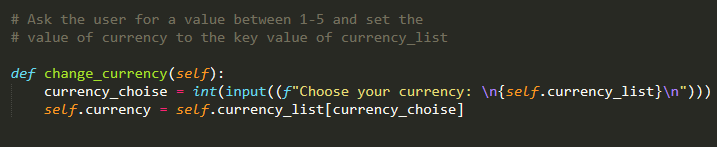 # Ask the user for a value between 1-5 and set the
# value of currency to the key value of currency_list
def change_currency(self):
currency_choise = int(input((f"Choose your currency: \n{self.currency_list}\n")))
self.currency = self.currency_list[currency_choise]